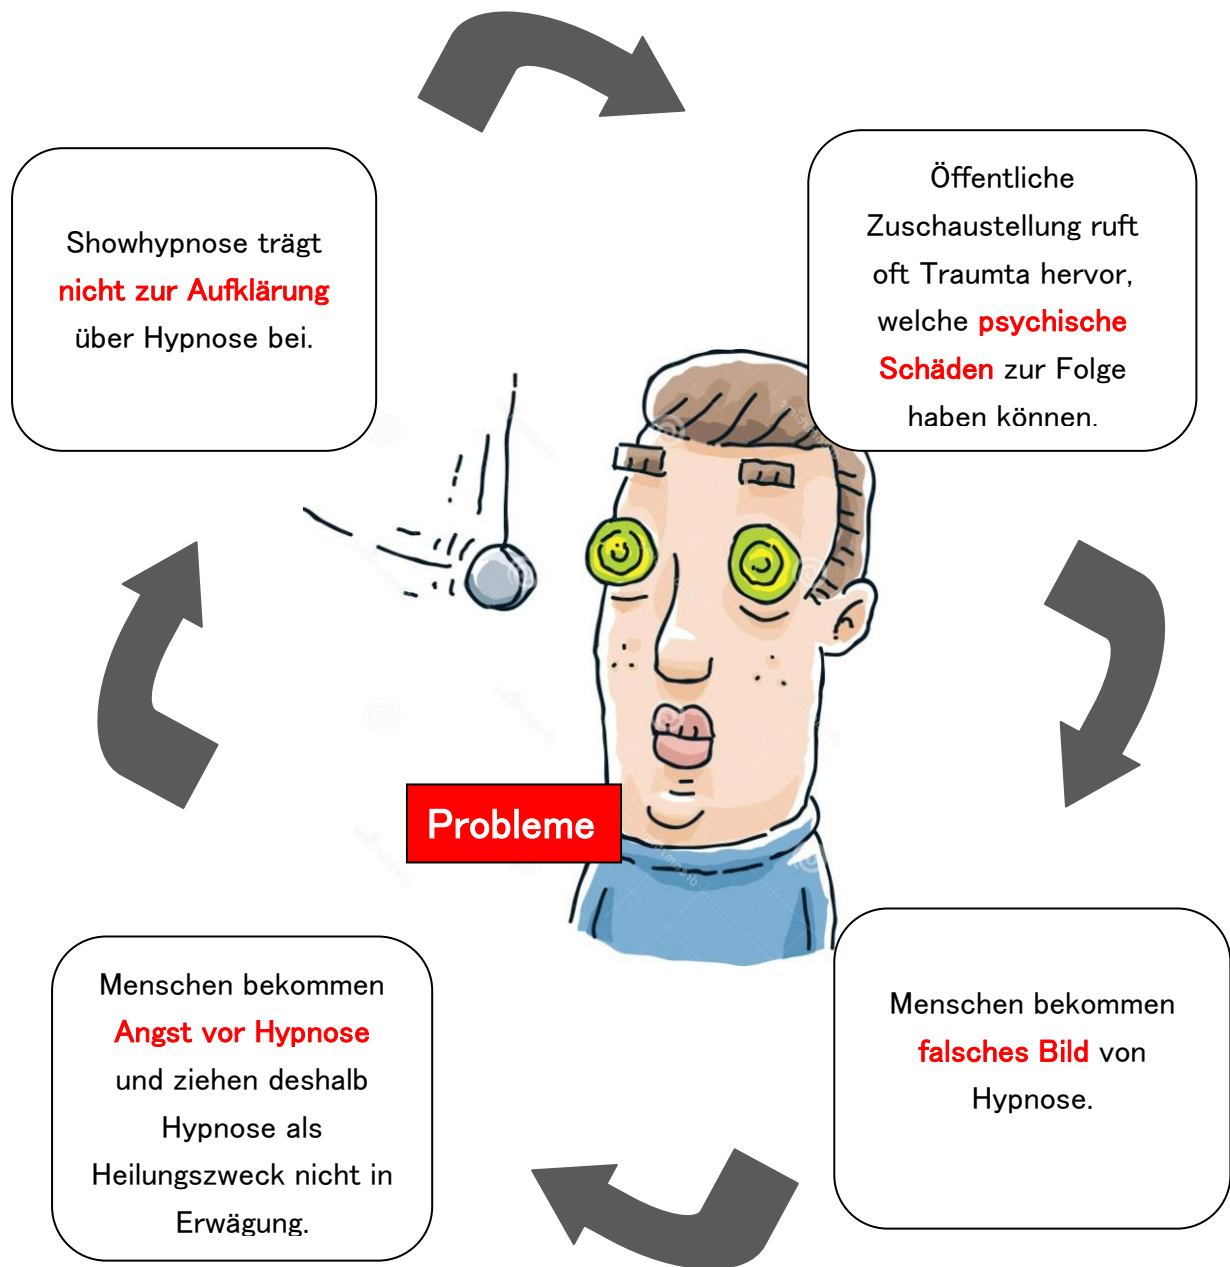 Showhypnose trägt
nicht zur Aufklärung
über Hypnose bei.
Öffentliche
Zuschaustellung ruft
oft Traumta hervor,
welche psychische
Schäden zur Folge
haben können.
Probleme
Menschen bekommen
Angst vor Hypnose
und ziehen deshalb
Hypnose als
Heilungszweck nicht in
Erwägung.
Menschen bekommen
falsches Bild von
Hypnose.